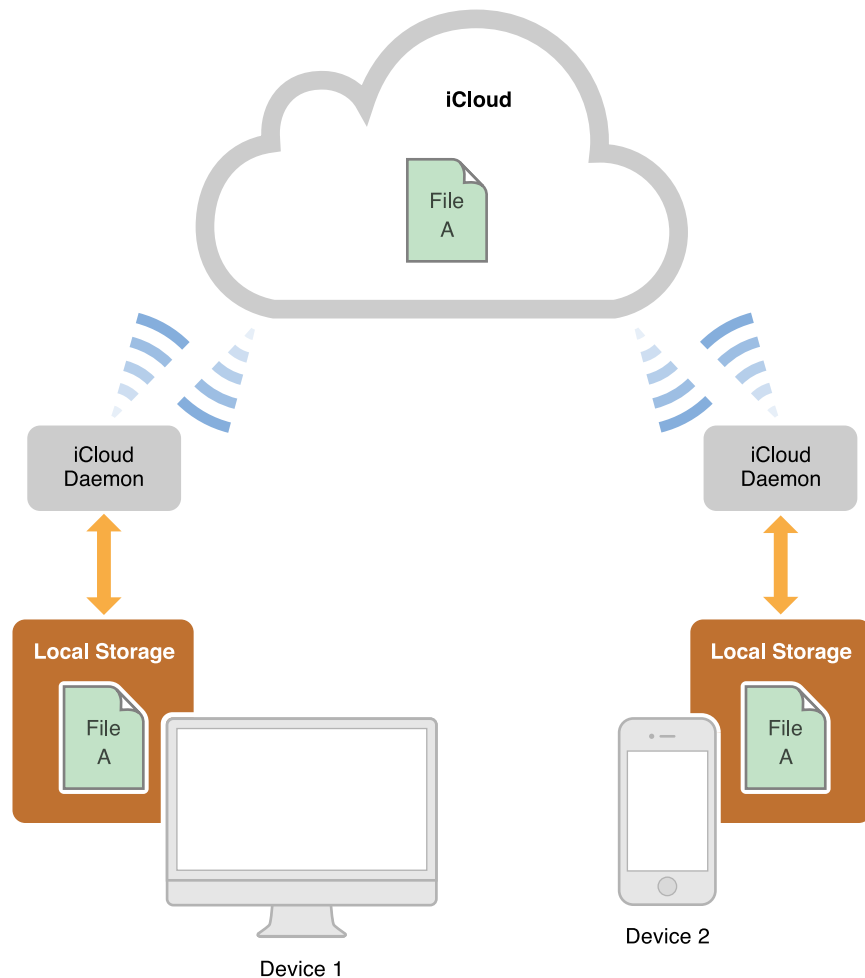 iCloud
File
A
iCloud
Daemon
iCloud
Daemon
Local Storage
File
A
Local Storage
File
A
Device 1
Device 2